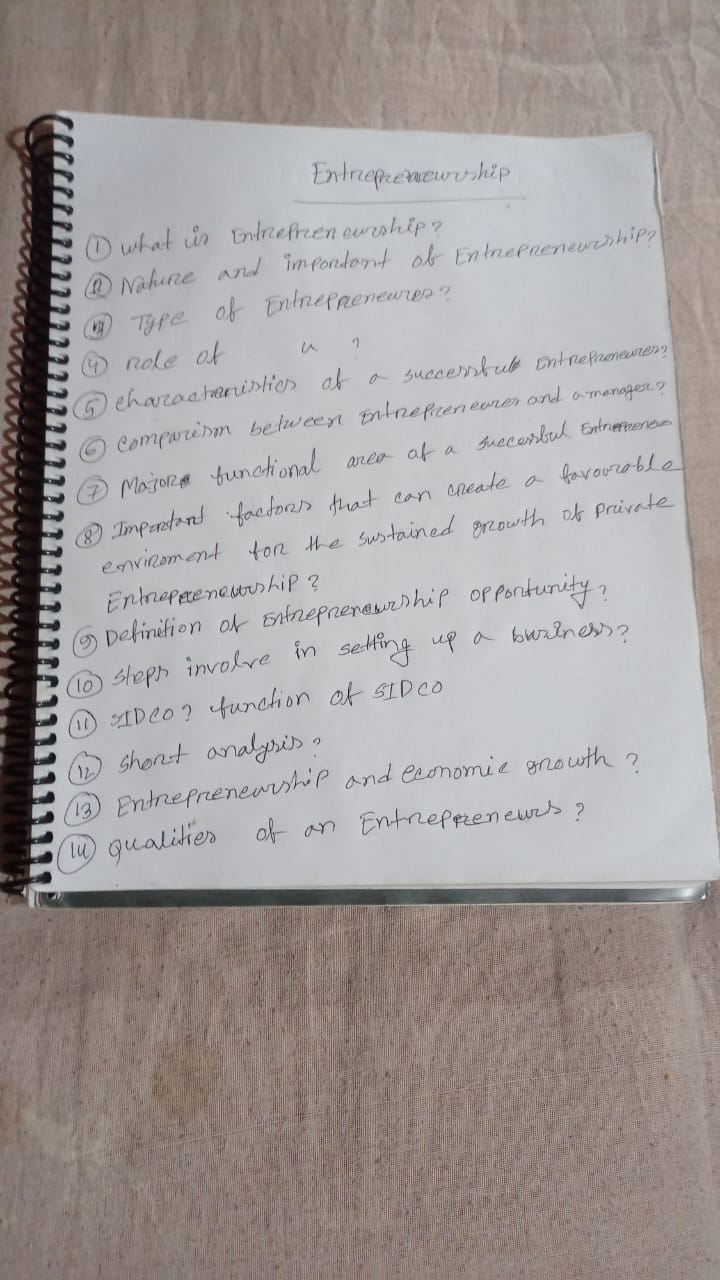 Entrepreneurship
① what is Entrepreneurship?
② Nature and important of Entrepreneurship?
③ Type of Entrepreneures?
④ role of u ?
⑤ characteristics of a successful Entrepreneures?
⑥ comparism between Entrepreneures and a manager?
⑦ Majore functional area of a successful Entrepreneur
⑧ Important factors that can create a favourable
enviroment for the sustained growth of private
Entrepreneurship?
⑨ Definition of Entrepreneurship opportunity?
⑩ steps involve in setting up a business?
⑪ SIDCO? function of SIDCO
⑫ short analysis?
⑬ Entrepreneurship and economic growth?
⑭ qualities of an Entrepreneurs?